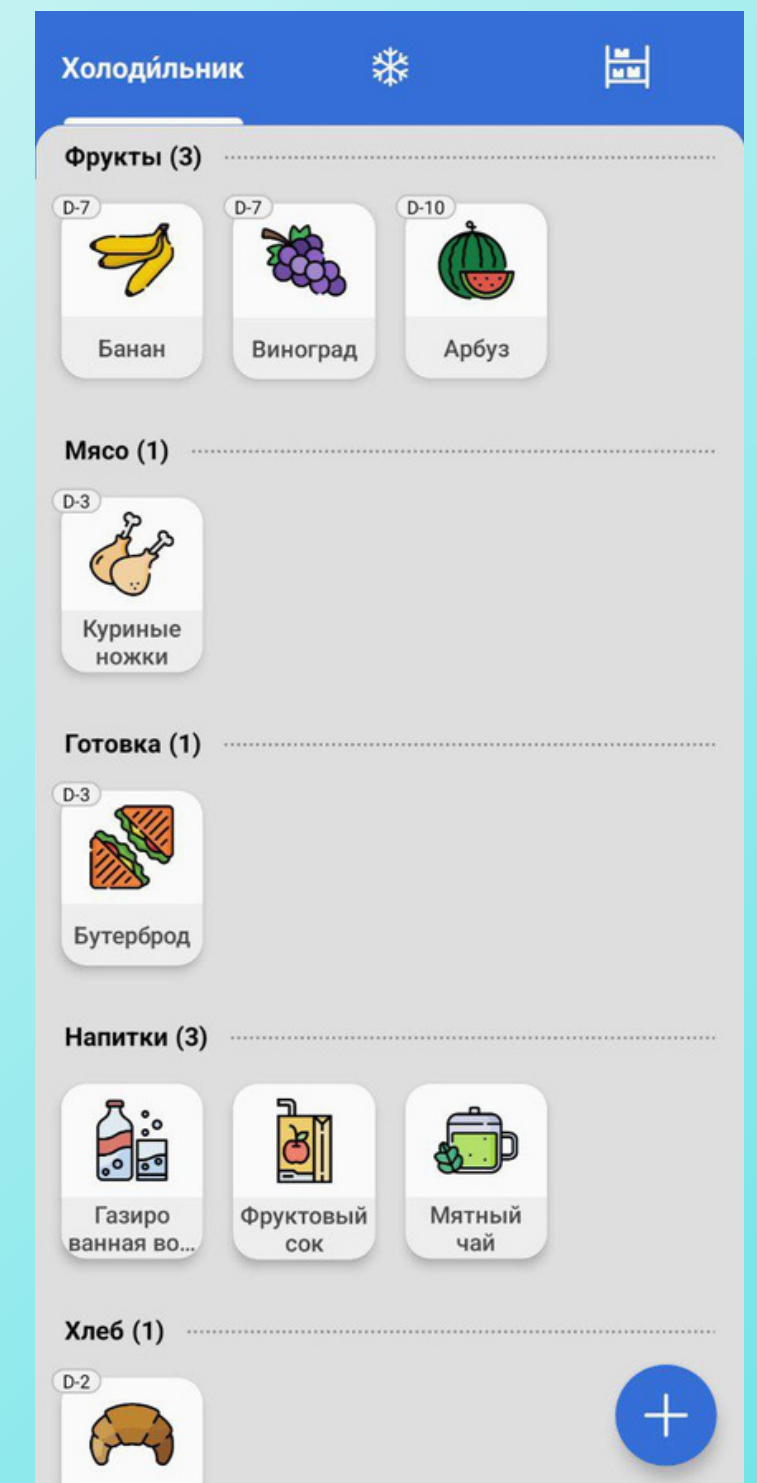 Холоди́льник
Фрукты (3)
D-7 D-7 D-10
Банан Виноград Арбуз
Мясо (1)
D-3
Куриные
ножки
Готовка (1)
D-3
Бутерброд
Напитки (3)
Газиро Фруктовый Мятный
ванная во... сок чай
Хлеб (1)
D-2